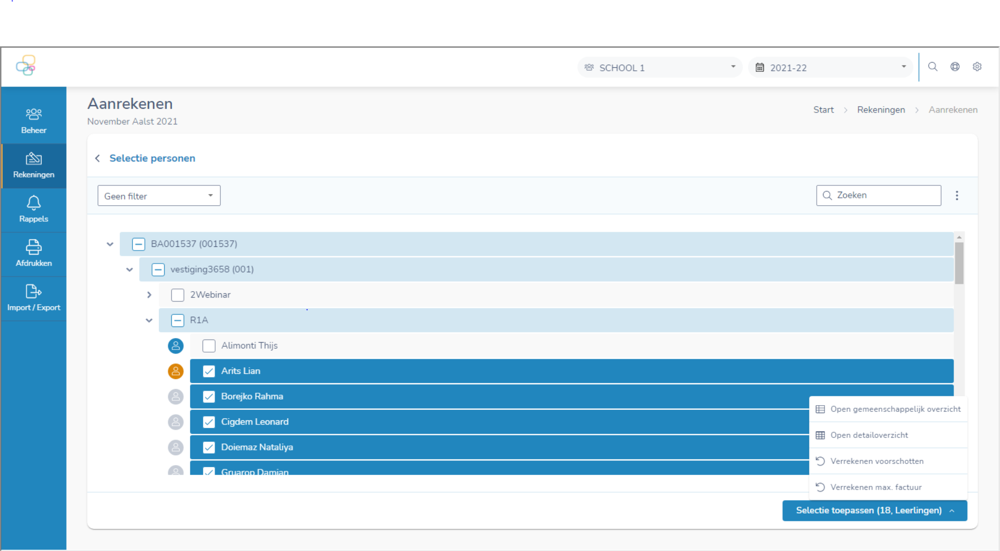 SCHOOL 1
2021-22
Beheer
Rekeningen
Rappels
Afdrukken
Import / Export
Aanrekenen
November Aalst 2021
Start > Rekeningen > Aanrekenen
Selectie personen
Geen filter
Zoeken
BA001537 (001537)
vestiging3658 (001)
2Webinar
R1A
Alimonti Thijs
Arits Lian
Borejko Rahma
Cigdem Leonard
Doiemaz Nataliya
Gruarop Damian
Open gemeenschappelijk overzicht
Open detailoverzicht
Verrekenen voorschotten
Verrekenen max. factuur
Selectie toepassen (18, Leerlingen)